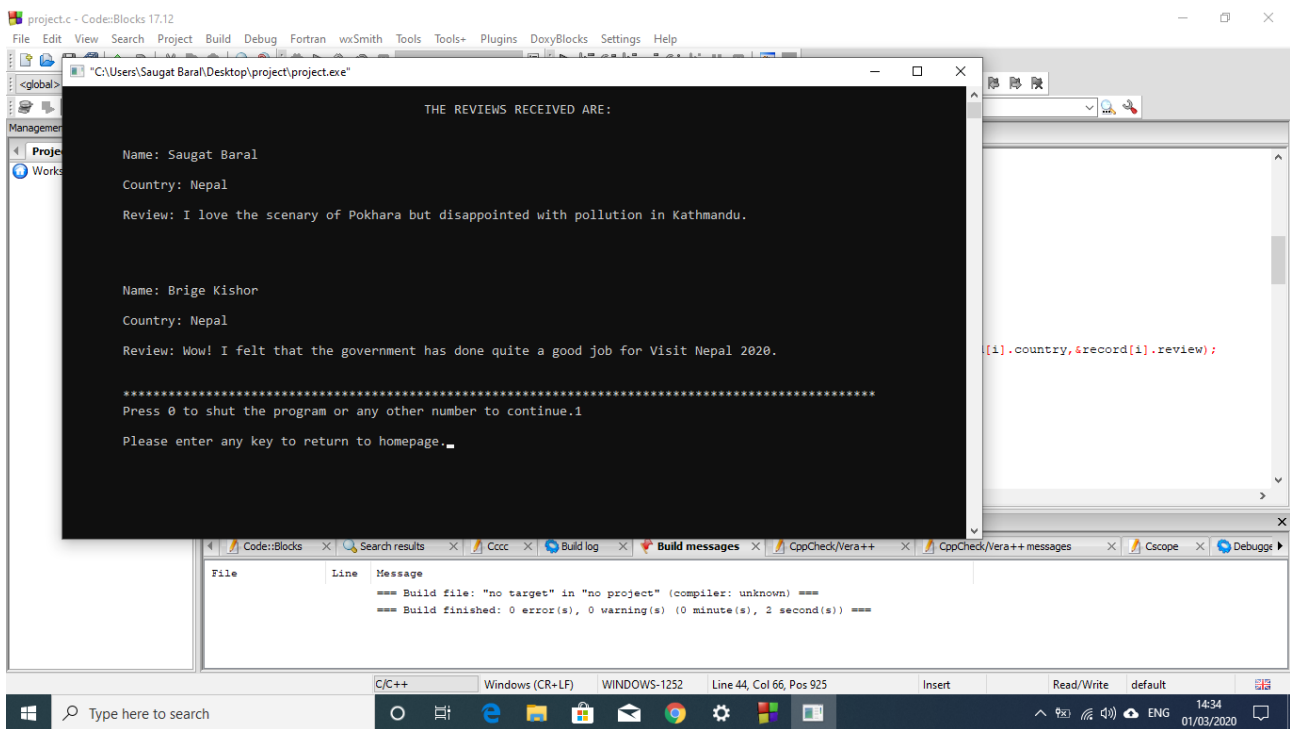 project.c - Code::Blocks 17.12
File Edit View Search Project Build Debug Fortran wxSmith Tools Tools+ Plugins DoxyBlocks Settings Help
"C:\Users\Saugat Baral\Desktop\project\project.exe"
<global>
THE REVIEWS RECEIVED ARE:
Managemen
Proje
Works
Name: Saugat Baral
Country: Nepal
Review: I love the scenary of Pokhara but disappointed with pollution in Kathmandu.
Name: Brige Kishor
Country: Nepal
Review: Wow! I felt that the government has done quite a good job for Visit Nepal 2020.
[i].country,&record[i].review);
****************************************************************************************************
Press 0 to shut the program or any other number to continue.1
Please enter any key to return to homepage.
Code::Blocks Search results Cccc Build log Build messages CppCheck/Vera++ CppCheck/Vera++ messages Cscope Debugge
File Line Message
=== Build file: "no target" in "no project" (compiler: unknown) ===
=== Build finished: 0 error(s), 0 warning(s) (0 minute(s), 2 second(s)) ===
C/C++ Windows (CR+LF) WINDOWS-1252 Line 44, Col 66, Pos 925 Insert Read/Write default
Type here to search
ENG
14:34
01/03/2020